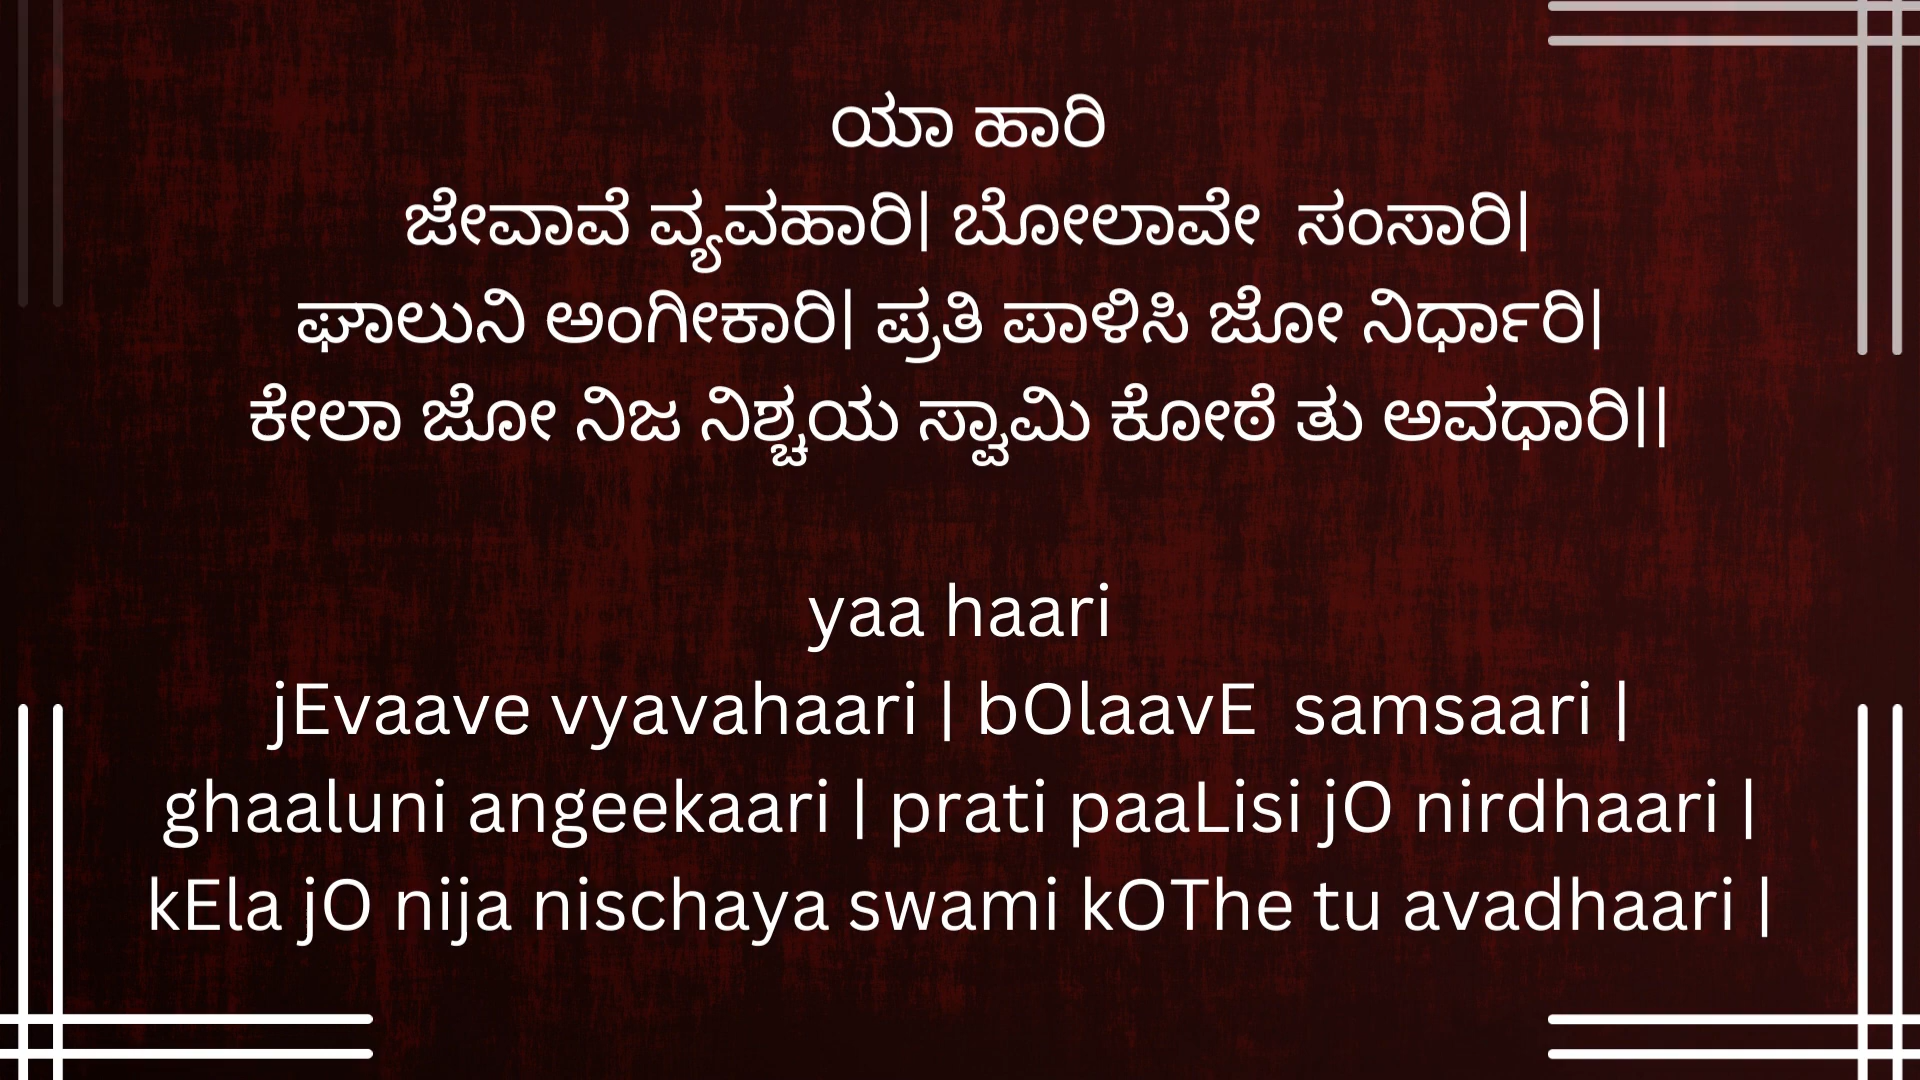 ಯಾ ಹಾರಿ
ಜೇವಾವೆ ವ್ಯವಹಾರಿ| ಬೋಲಾವೇ  ಸಂಸಾರಿ|
ಘಾಲುನಿ ಅಂಗೀಕಾರಿ| ಪ್ರತಿ ಪಾಳಿಸಿ ಜೋ ನಿರ್ಧಾರಿ|
ಕೇಲಾ ಜೋ ನಿಜ ನಿಶ್ಚಯ ಸ್ವಾಮಿ ಕೋಠೆ ತು ಅವಧಾರಿ||
yaa haari
jEvaave vyavahaari | bOlaavE  samsaari |
ghaaluni angeekaari | prati paaLisi jO nirdhaari |
kEla jO nija nischaya swami kOThe tu avadhaari |